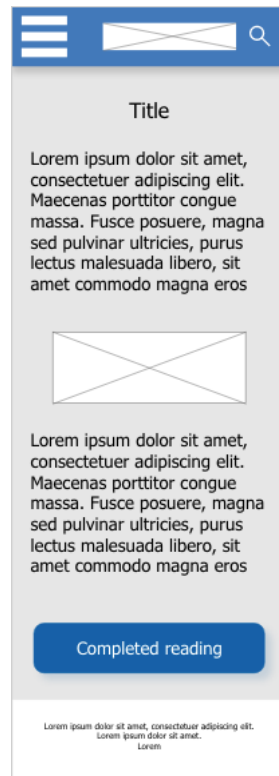 Title
Lorem ipsum dolor sit amet,
consectetuer adipiscing elit.
Maecenas porttitor congue
massa. Fusce posuere, magna
sed pulvinar ultricies, purus
lectus malesuada libero, sit
amet commodo magna eros
Lorem ipsum dolor sit amet,
consectetuer adipiscing elit.
Maecenas porttitor congue
massa. Fusce posuere, magna
sed pulvinar ultricies, purus
lectus malesuada libero, sit
amet commodo magna eros
Completed reading
Lorem ipsum dolor sit amet, consectetuer adipiscing elit.
Lorem ipsum dolor sit amet.
Lorem